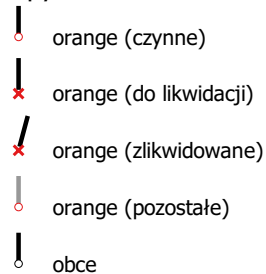 orange (czynne)
orange (do likwidacji)
orange (zlikwidowane)
orange (pozostałe)
obce